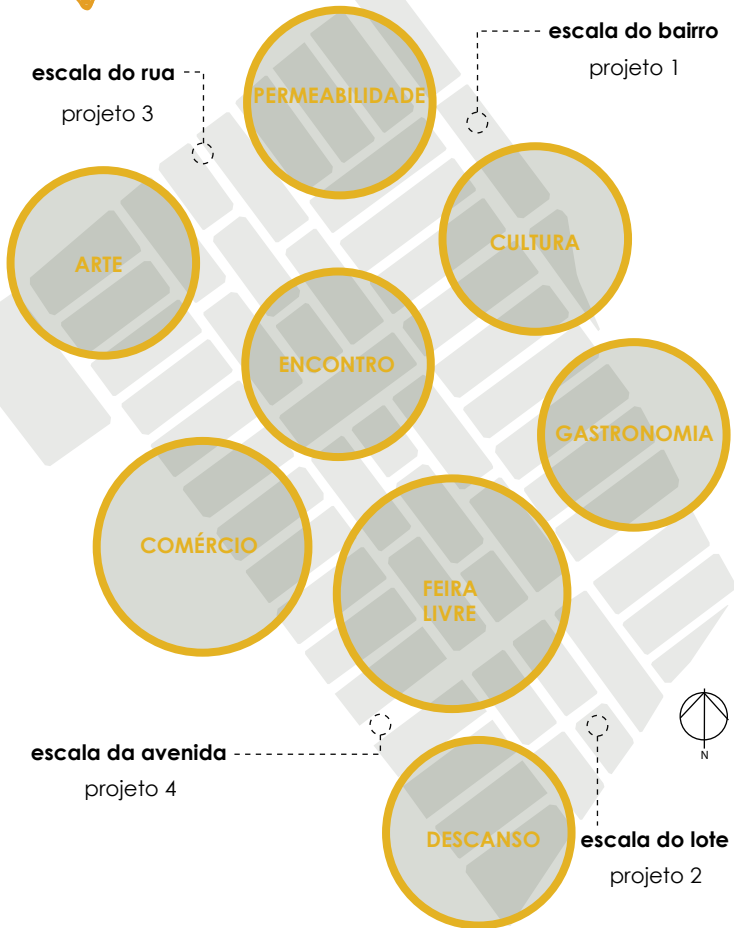 escala do bairro
projeto 1
escala do rua
projeto 3
PERMEABILIDADE
CULTURA
ARTE
ENCONTRO
GASTRONOMIA
COMÉRCIO
FEIRA
LIVRE
N
escala da avenida
projeto 4
DESCANSO
escala do lote
projeto 2